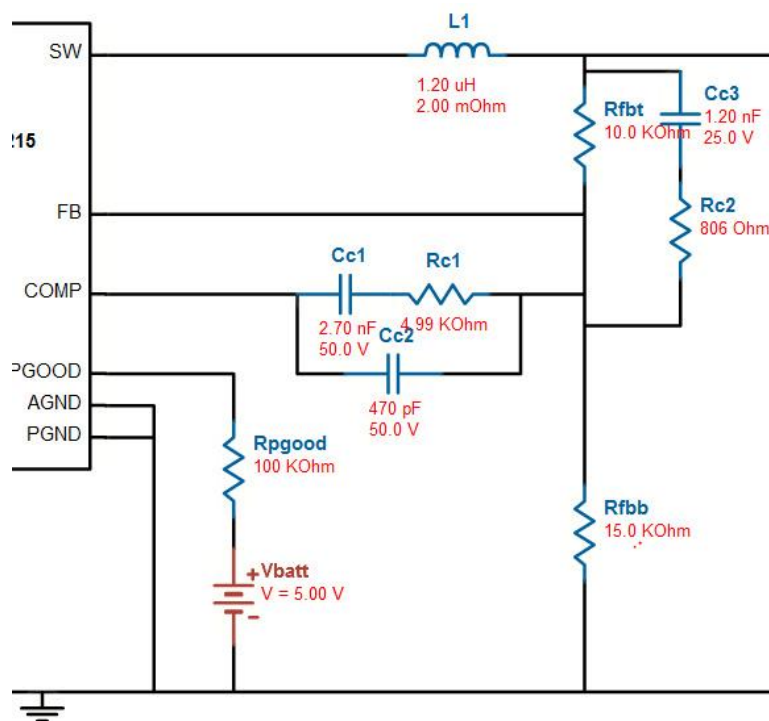 SW
L1
1.20 uH
2.00 mOhm
Rfbt
10.0 KOhm
Cc3
1.20 nF
25.0 V
215
FB
Rc2
806 Ohm
COMP
Cc1
Rc1
2.70 nF
50.0 V
4.99 KOhm
Cc2
470 pF
50.0 V
PGOOD
AGND
PGND
Rpgood
100 KOhm
Rfbb
15.0 KOhm
+
Vbatt
V = 5.00 V
-